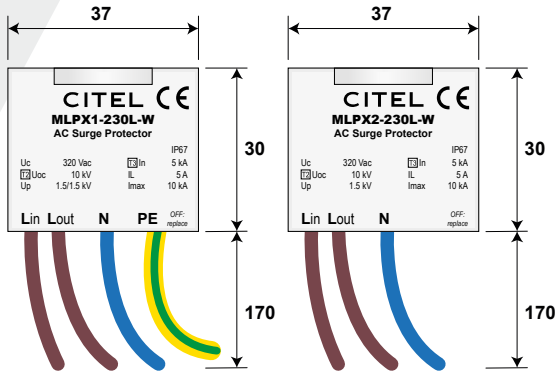 37
CITEL CE
MLPX1-230L-W
AC Surge Protector
IP67
Uc 320 Vac T3 In 5 kA
T2 Uoc 10 kV IL 5 A
Up 1.5/1.5 kV Imax 10 kA
Lin Lout N PE OFF:
replace
30
170
37
CITEL CE
MLPX2-230L-W
AC Surge Protector
IP67
Uc 320 Vac T3 In 5 kA
T2 Uoc 10 kV IL 5 A
Up 1.5 kV Imax 10 kA
Lin Lout N OFF:
replace
30
170